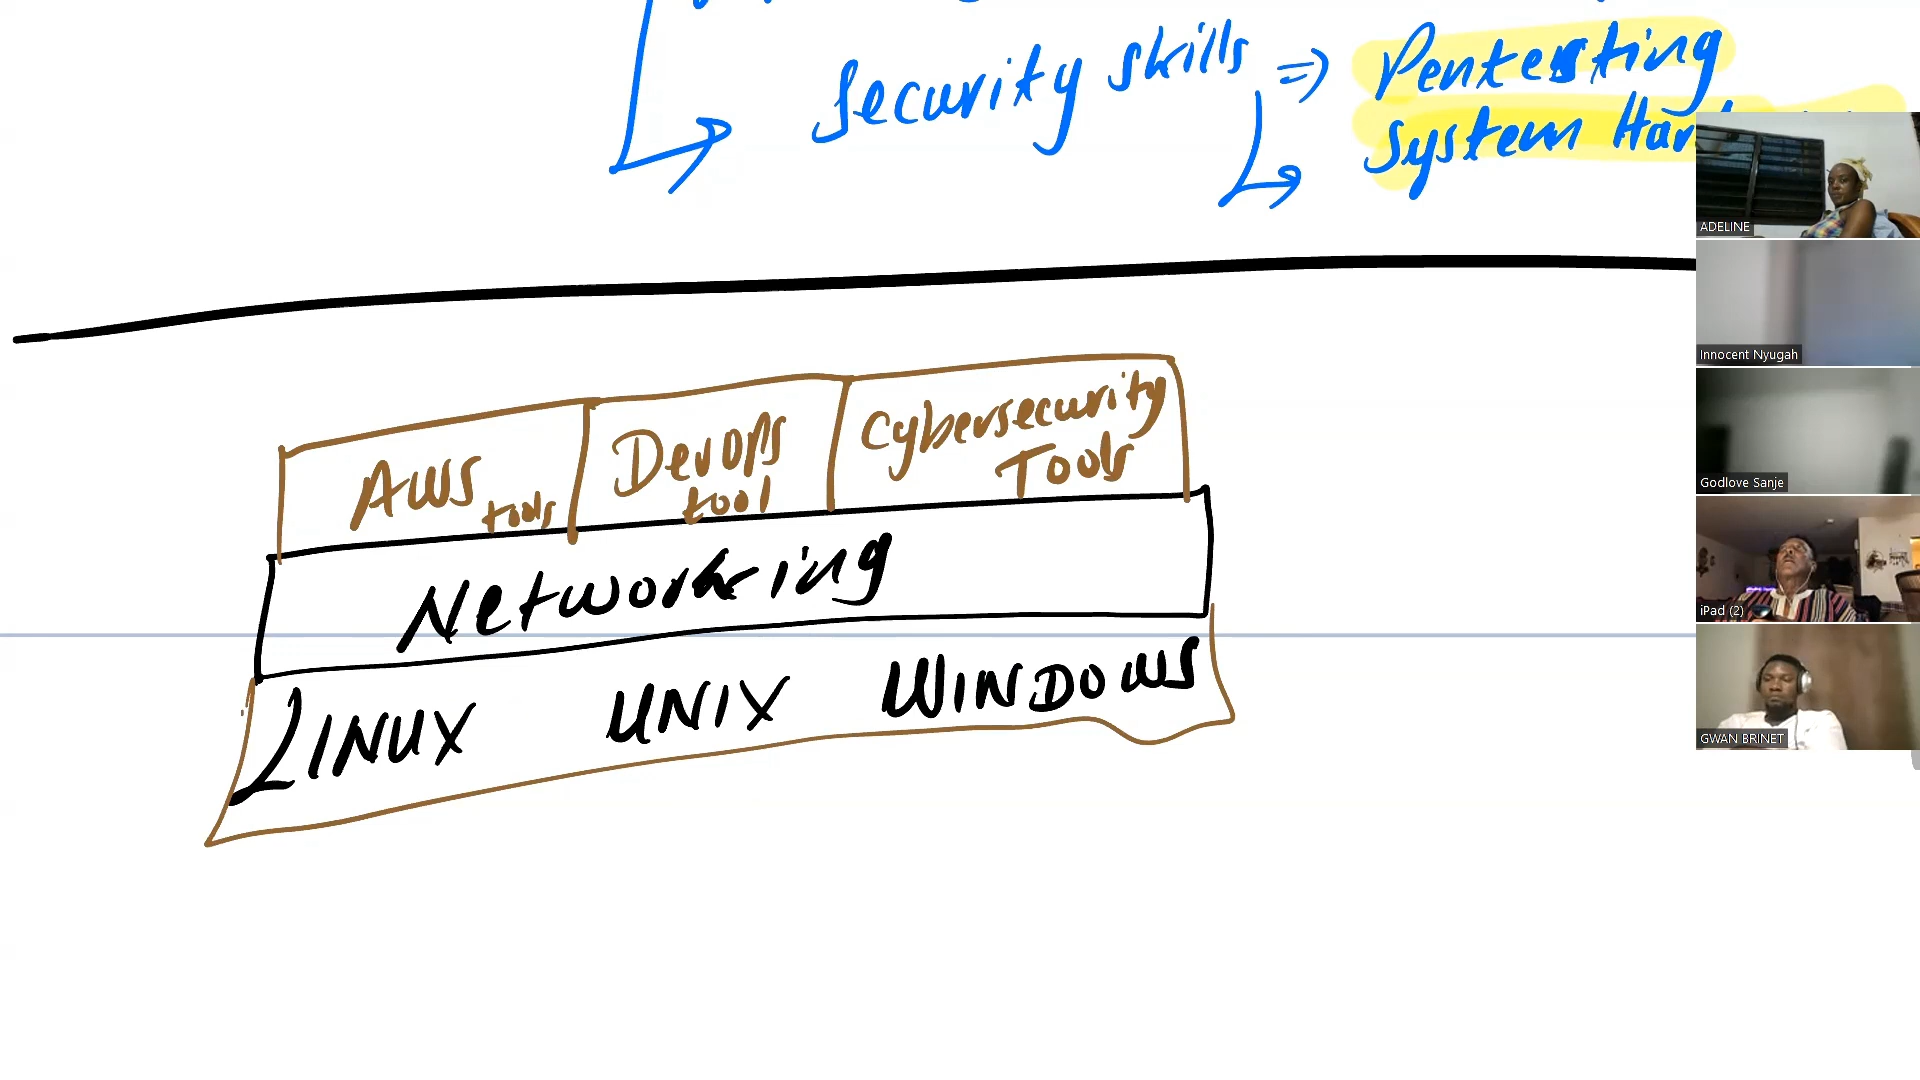 Security skills => Pentesting
System
AWS tools
Devops tool
Cybersecurity Tools
Networking
LINUX UNIX WINDOWS
ADELINE
Innocent Nyugah
Godlove Sanje
iPad (2)
GWAN BRINET